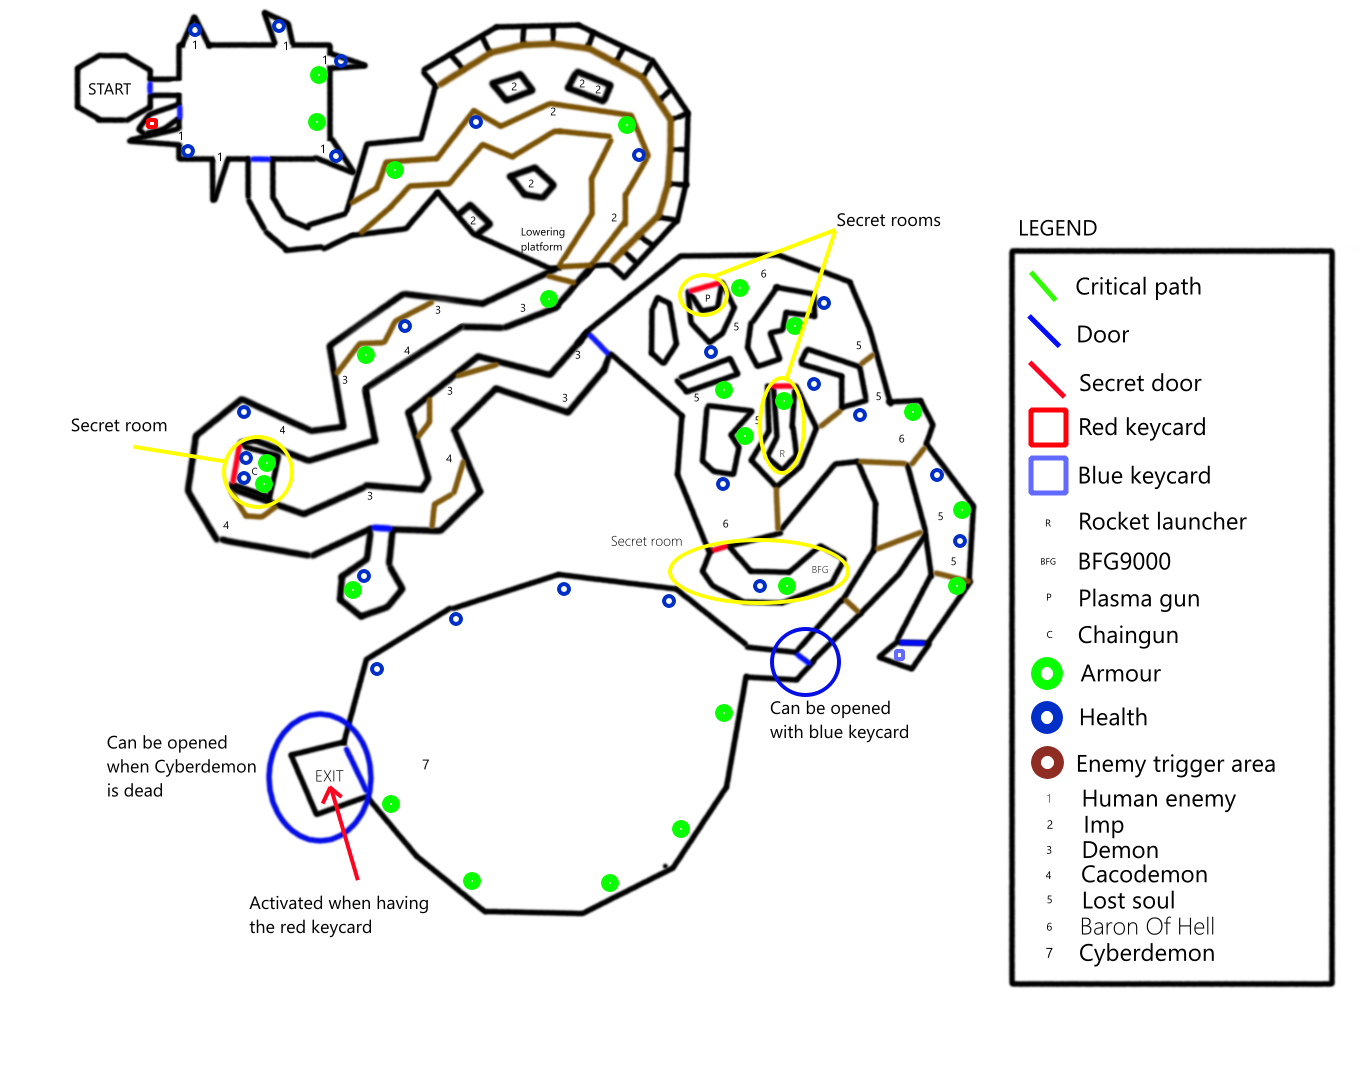 START
1
1
1
1
1
1
2
2
2
2
2
2
2
Lowering
platform
3
3
4
3
3
3
4
4
3
4
3
Secret room
C
Secret rooms
6
P
5
5
5
5
5
R
6
6
5
5
Secret room
BFG
Can be opened
with blue keycard
Can be opened
when Cyberdemon
is dead
EXIT
7
Activated when having
the red keycard
LEGEND
Critical path
Door
Secret door
Red keycard
Blue keycard
R Rocket launcher
BFG BFG9000
P Plasma gun
C Chaingun
Armour
Health
Enemy trigger area
1 Human enemy
2 Imp
3 Demon
4 Cacodemon
5 Lost soul
6 Baron Of Hell
7 Cyberdemon